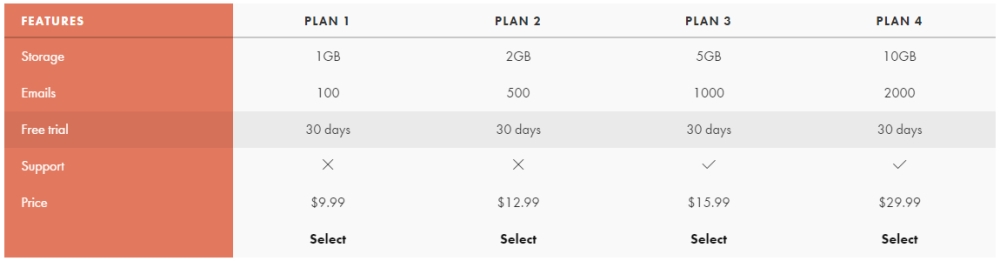 FEATURES PLAN 1 PLAN 2 PLAN 3 PLAN 4
Storage 1GB 2GB 5GB 10GB
Emails 100 500 1000 2000
Free trial 30 days 30 days 30 days 30 days
Support
Price $9.99 $12.99 $15.99 $29.99
Select Select Select Select